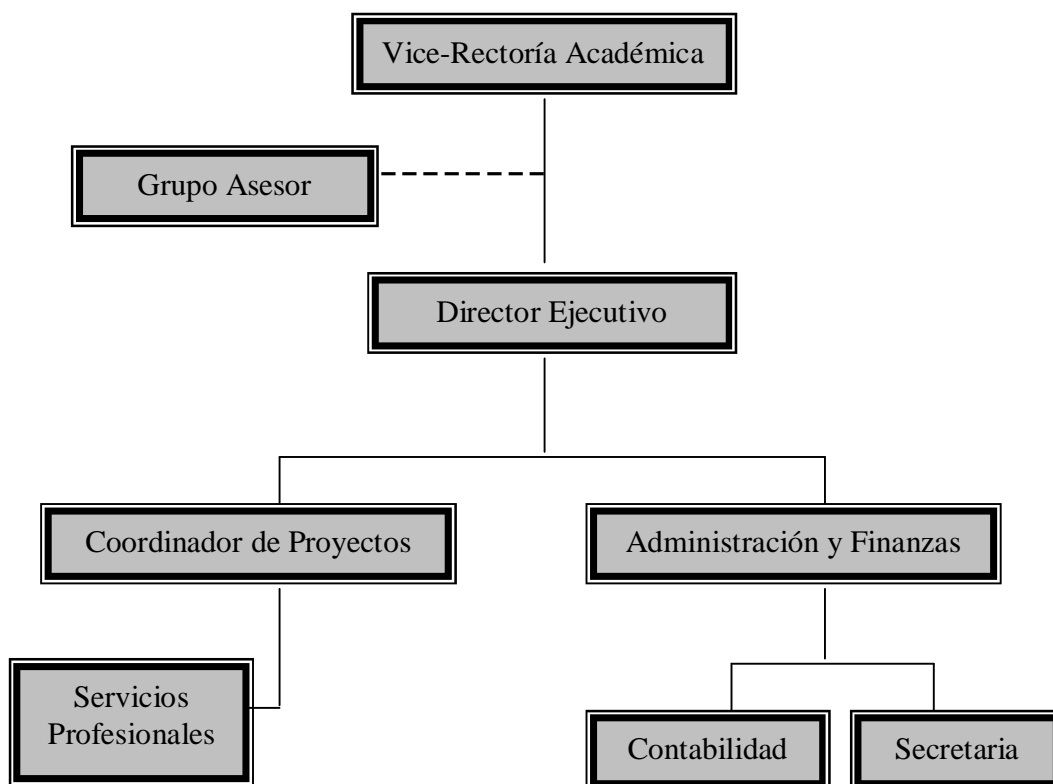 Vice-Rectoría Académica
Grupo Asesor
Director Ejecutivo
Coordinador de Proyectos
Administración y Finanzas
Servicios
Profesionales
Contabilidad
Secretaria